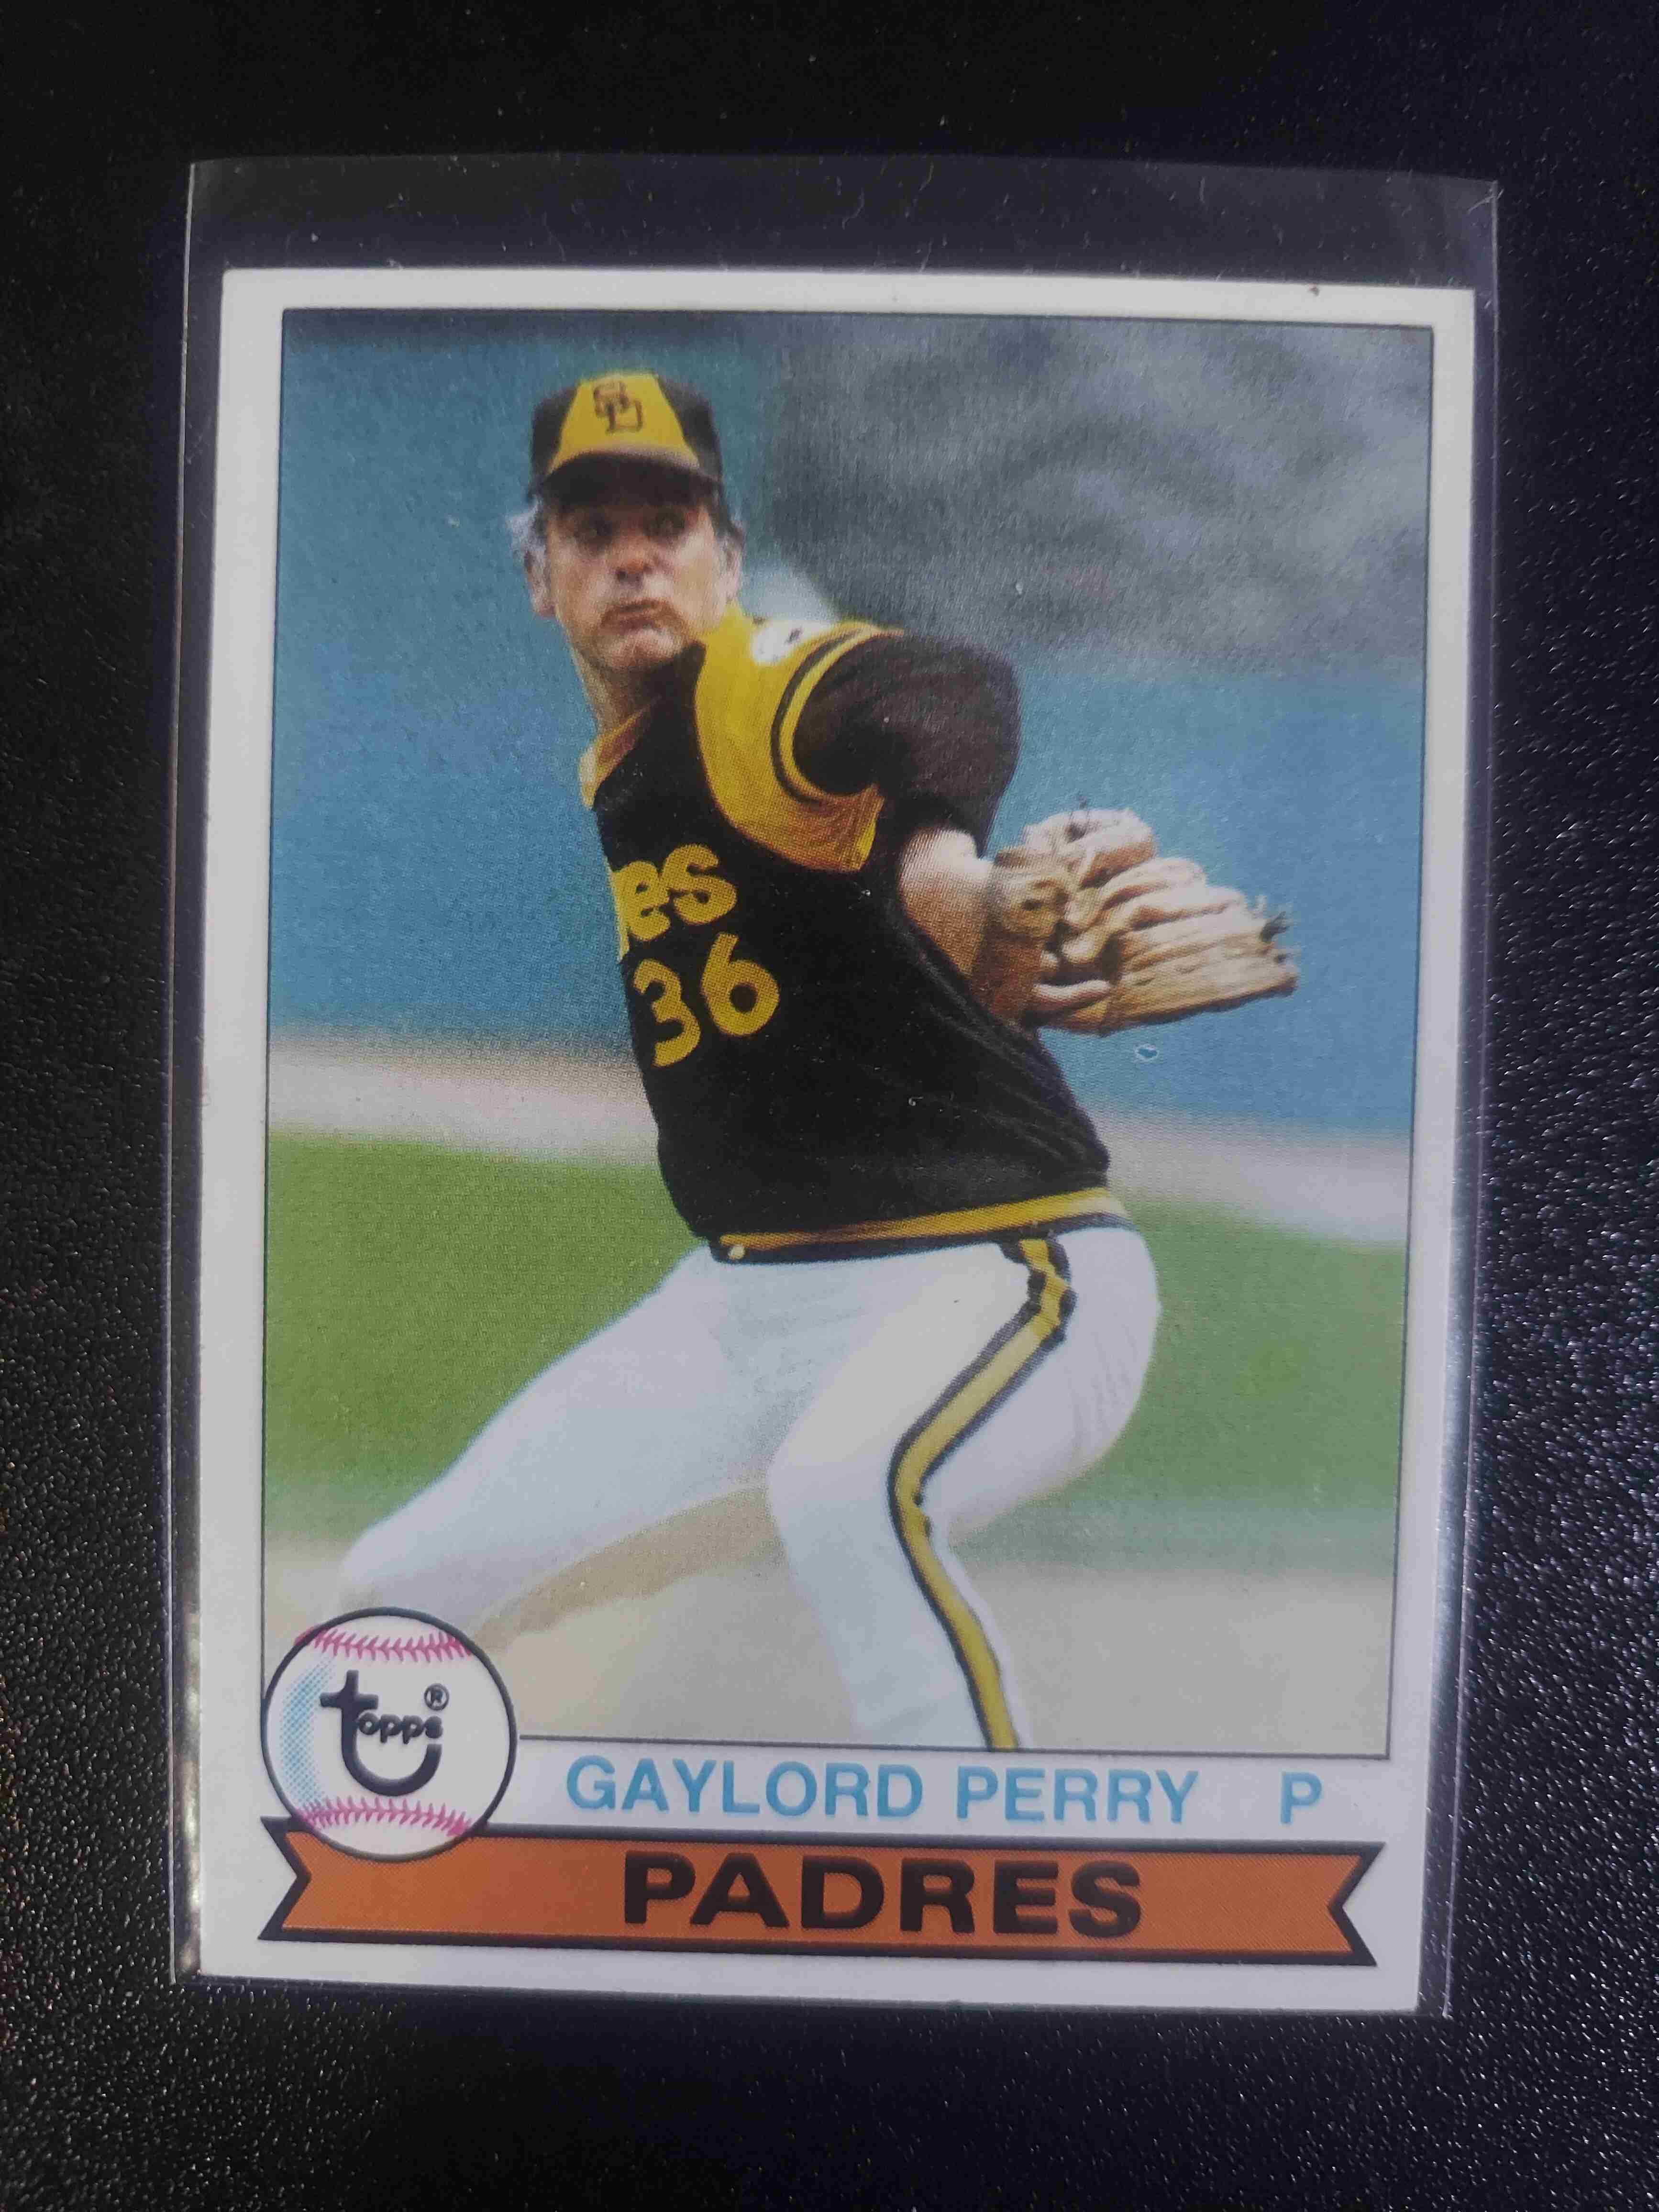 SD
es
36
topps®
GAYLORD PERRY P
PADRES